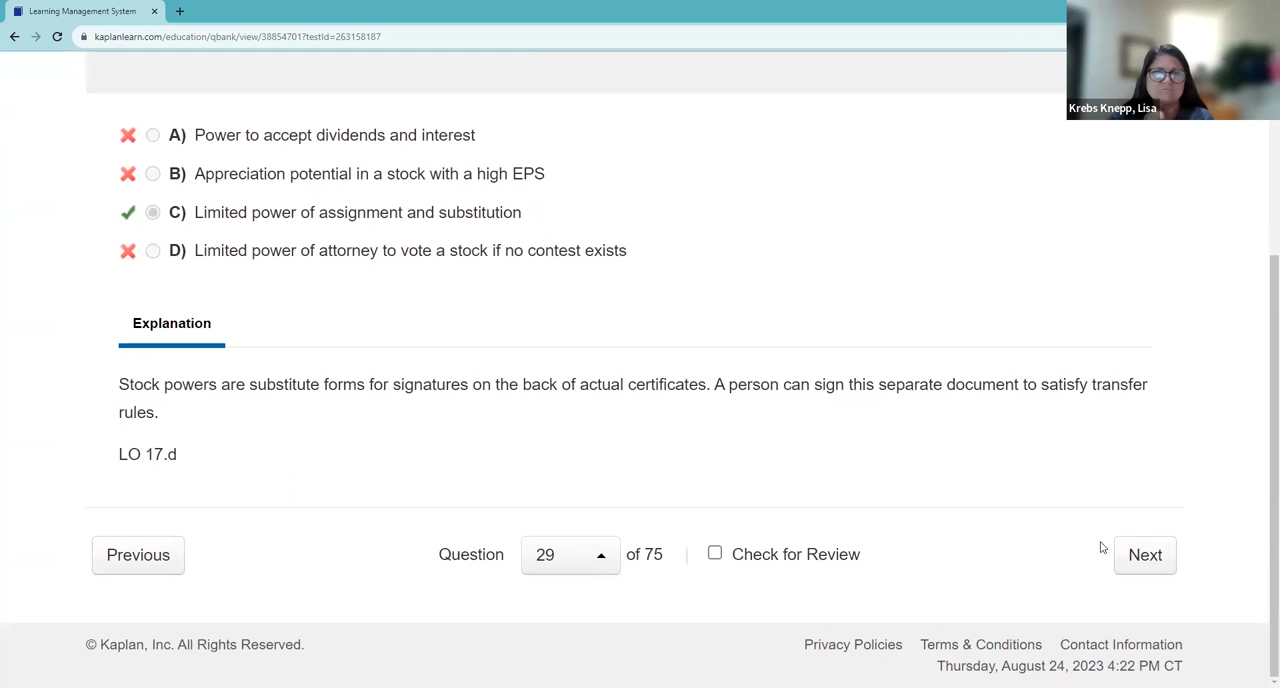 Learning Management System
kaplanlearn.com/education/qbank/view/38854701?testId=263158187
Krebs Knepp, Lisa
A) Power to accept dividends and interest
B) Appreciation potential in a stock with a high EPS
C) Limited power of assignment and substitution
D) Limited power of attorney to vote a stock if no contest exists
Explanation
Stock powers are substitute forms for signatures on the back of actual certificates. A person can sign this separate document to satisfy transfer
rules.
LO 17.d
Previous
Question 29 of 75 | Check for Review
Next
© Kaplan, Inc. All Rights Reserved.
Privacy Policies Terms & Conditions Contact Information
Thursday, August 24, 2023 4:22 PM CT